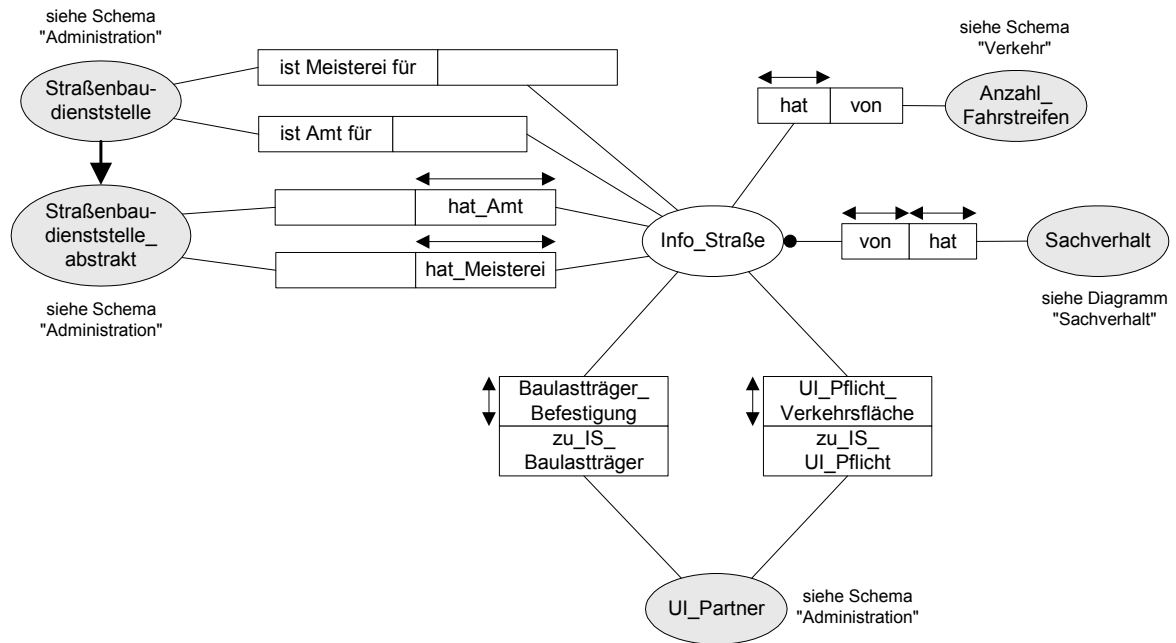 siehe Schema
"Administration"
Straßenbau-
dienststelle
ist Meisterei für
ist Amt für
Straßenbau-
dienststelle_
abstrakt
hat_Amt
hat_Meisterei
siehe Schema
"Administration"
Info_Straße
siehe Schema
"Verkehr"
hat von
Anzahl_
Fahrstreifen
von hat
Sachverhalt
siehe Diagramm
"Sachverhalt"
Baulastträger_
Befestigung
zu_IS_
Baulastträger
UI_Pflicht_
Verkehrsfläche
zu_IS_
UI_Pflicht
UI_Partner
siehe Schema
"Administration"